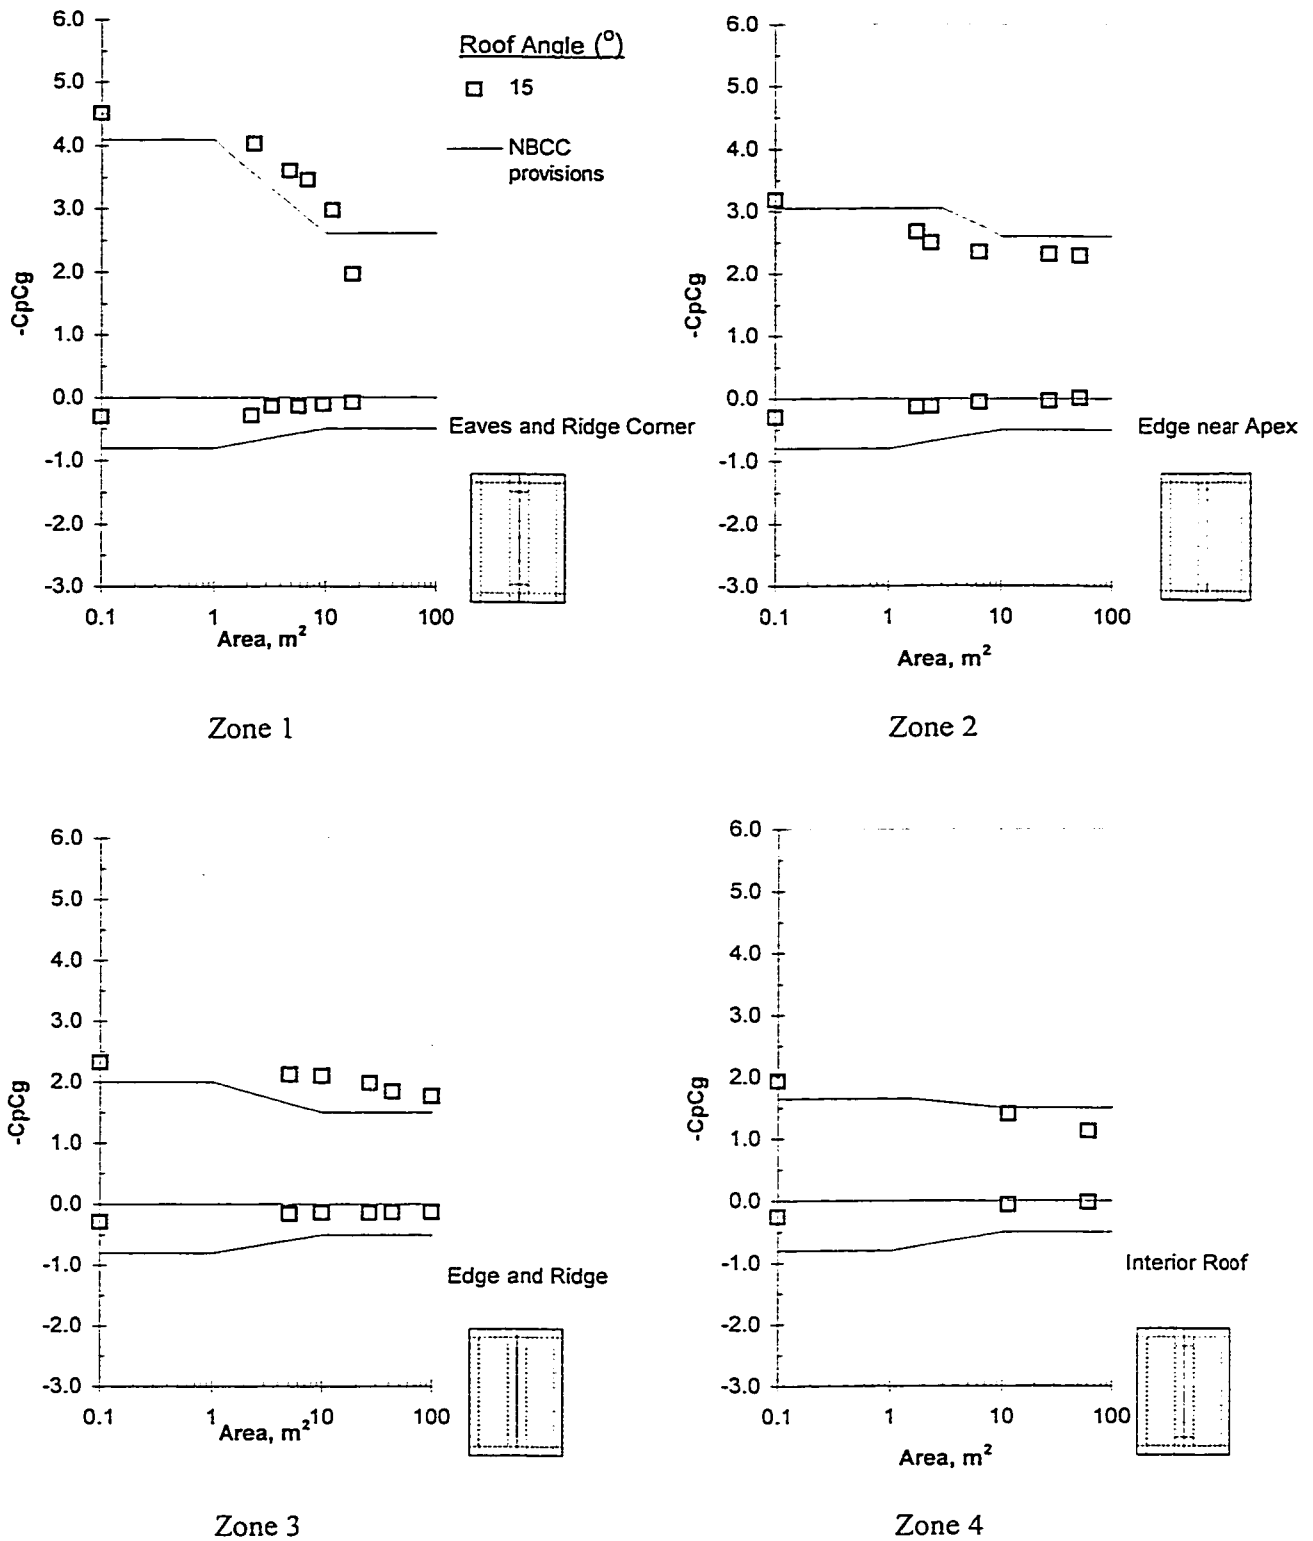 6.0
5.0
4.0
3.0
2.0
1.0
0.0
-1.0
-2.0
-3.0
-CpCg
0.1 1 10 100
Area, m²
Roof Angle (°)
15
NBCC
provisions
Eaves and Ridge Corner
Zone 1
6.0
5.0
4.0
3.0
2.0
1.0
0.0
-1.0
-2.0
-3.0
-CpCg
0.1 1 10 100
Area, m²
Edge near Apex
Zone 2
6.0
5.0
4.0
3.0
2.0
1.0
0.0
-1.0
-2.0
-3.0
-CpCg
0.1 1 10 100
Area, m²
Edge and Ridge
Zone 3
6.0
5.0
4.0
3.0
2.0
1.0
0.0
-1.0
-2.0
-3.0
-CpCg
0.1 1 10 100
Area, m²
Interior Roof
Zone 4